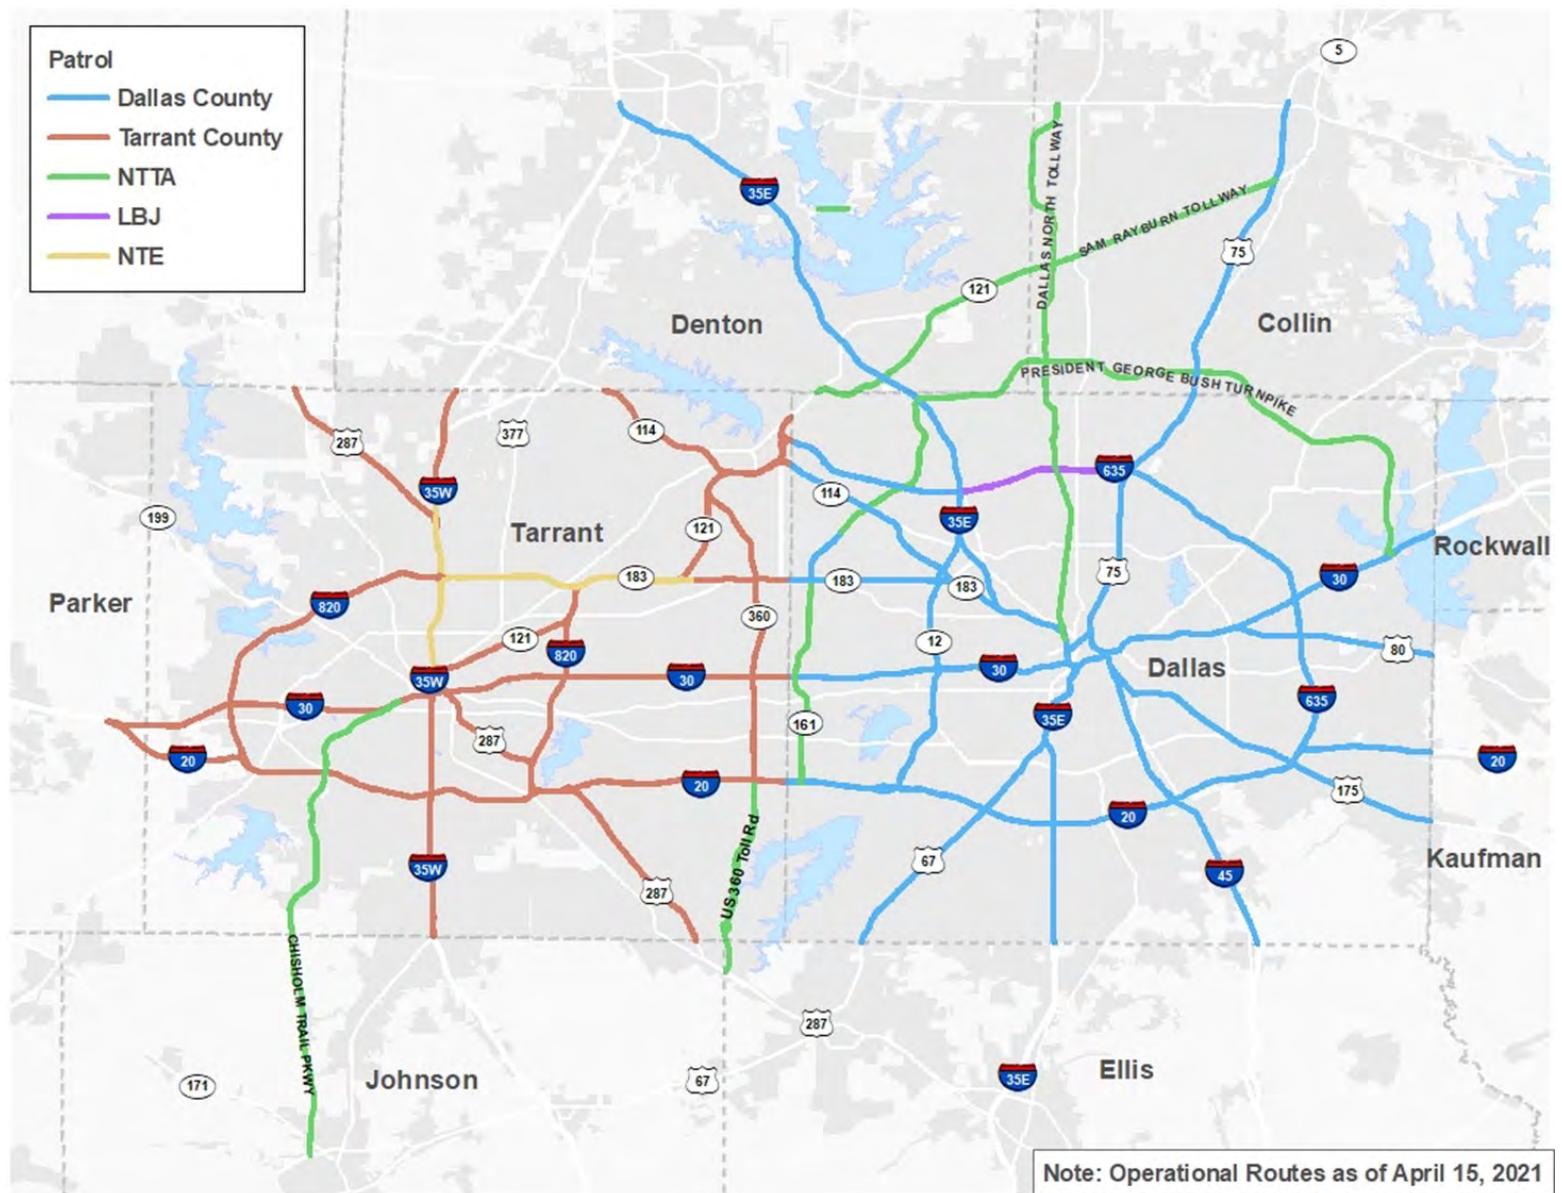 Patrol
Dallas County
Tarrant County
NTTA
LBJ
NTE
5
35E
DALLAS NORTH TOLLWAY
SAM RAYBURN TOLLWAY
75
121
Denton
Collin
PRESIDENT GEORGE BUSH TURNPIKE
287
377
114
635
35W
114
199
Tarrant
121
35E
Rockwall
183
183
183
75
30
Parker
820
360
121
820
12
80
35W
30
30
Dallas
30
635
287
161
35E
20
20
20
175
20
US 360 Toll Rd
67
Kaufman
35W
287
45
CHISHOLM TRAIL PKWY
287
171
Johnson
67
35E
Ellis
Note: Operational Routes as of April 15, 2021